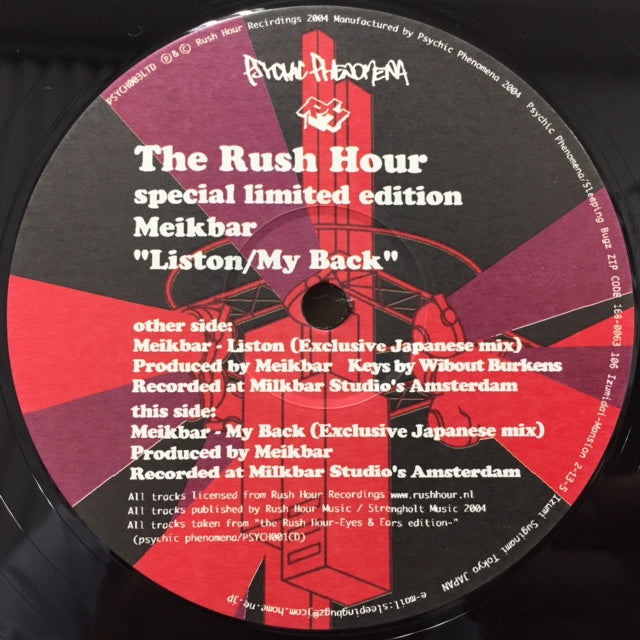 PSYCH003LTD ℗ & © Rush Hour Recirdings 2004 Manufactured by Psychic Phenomena 2004 Psychic Phenomena/Sleeping Bugz ZIP CODE 168-0063 106 Izumidai-Mansion 2-13-5 Izumi Suginami Tokyo JAPAN e-mail:sleepingbugz@jcom.home.ne.jp
PSYCHIC PHENOMENA
RH
The Rush Hour
special limited edition
Meikbar
"Liston/My Back"
other side:
Meikbar - Liston (Exclusive Japanese mix)
Produced by Meikbar Keys by Wibout Burkens
Recorded at Milkbar Studio's Amsterdam
this side:
Meikbar - My Back (Exclusive Japanese mix)
Produced by Meikbar
Recorded at Milkbar Studio's Amsterdam
All tracks licensed from Rush Hour Recordings www.rushhour.nl
All tracks published by Rush Hour Music / Strengholt Music 2004
All tracks taken from "the Rush Hour-Eyes & Ears edition-"
(psychic phenomena/PSYCH001CD)